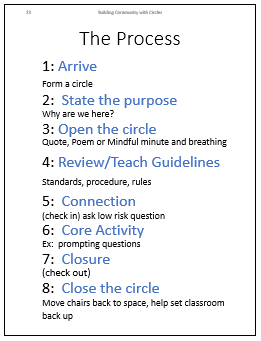 22 Building Community with Circles
The Process
1: Arrive
Form a circle
2: State the purpose
Why are we here?
3: Open the circle
Quote, Poem or Mindful minute and breathing
4: Review/Teach Guidelines
Standards, procedure, rules
5: Connection
(check in) ask low risk question
6: Core Activity
Ex: prompting questions
7: Closure
(check out)
8: Close the circle
Move chairs back to space, help set classroom
back up